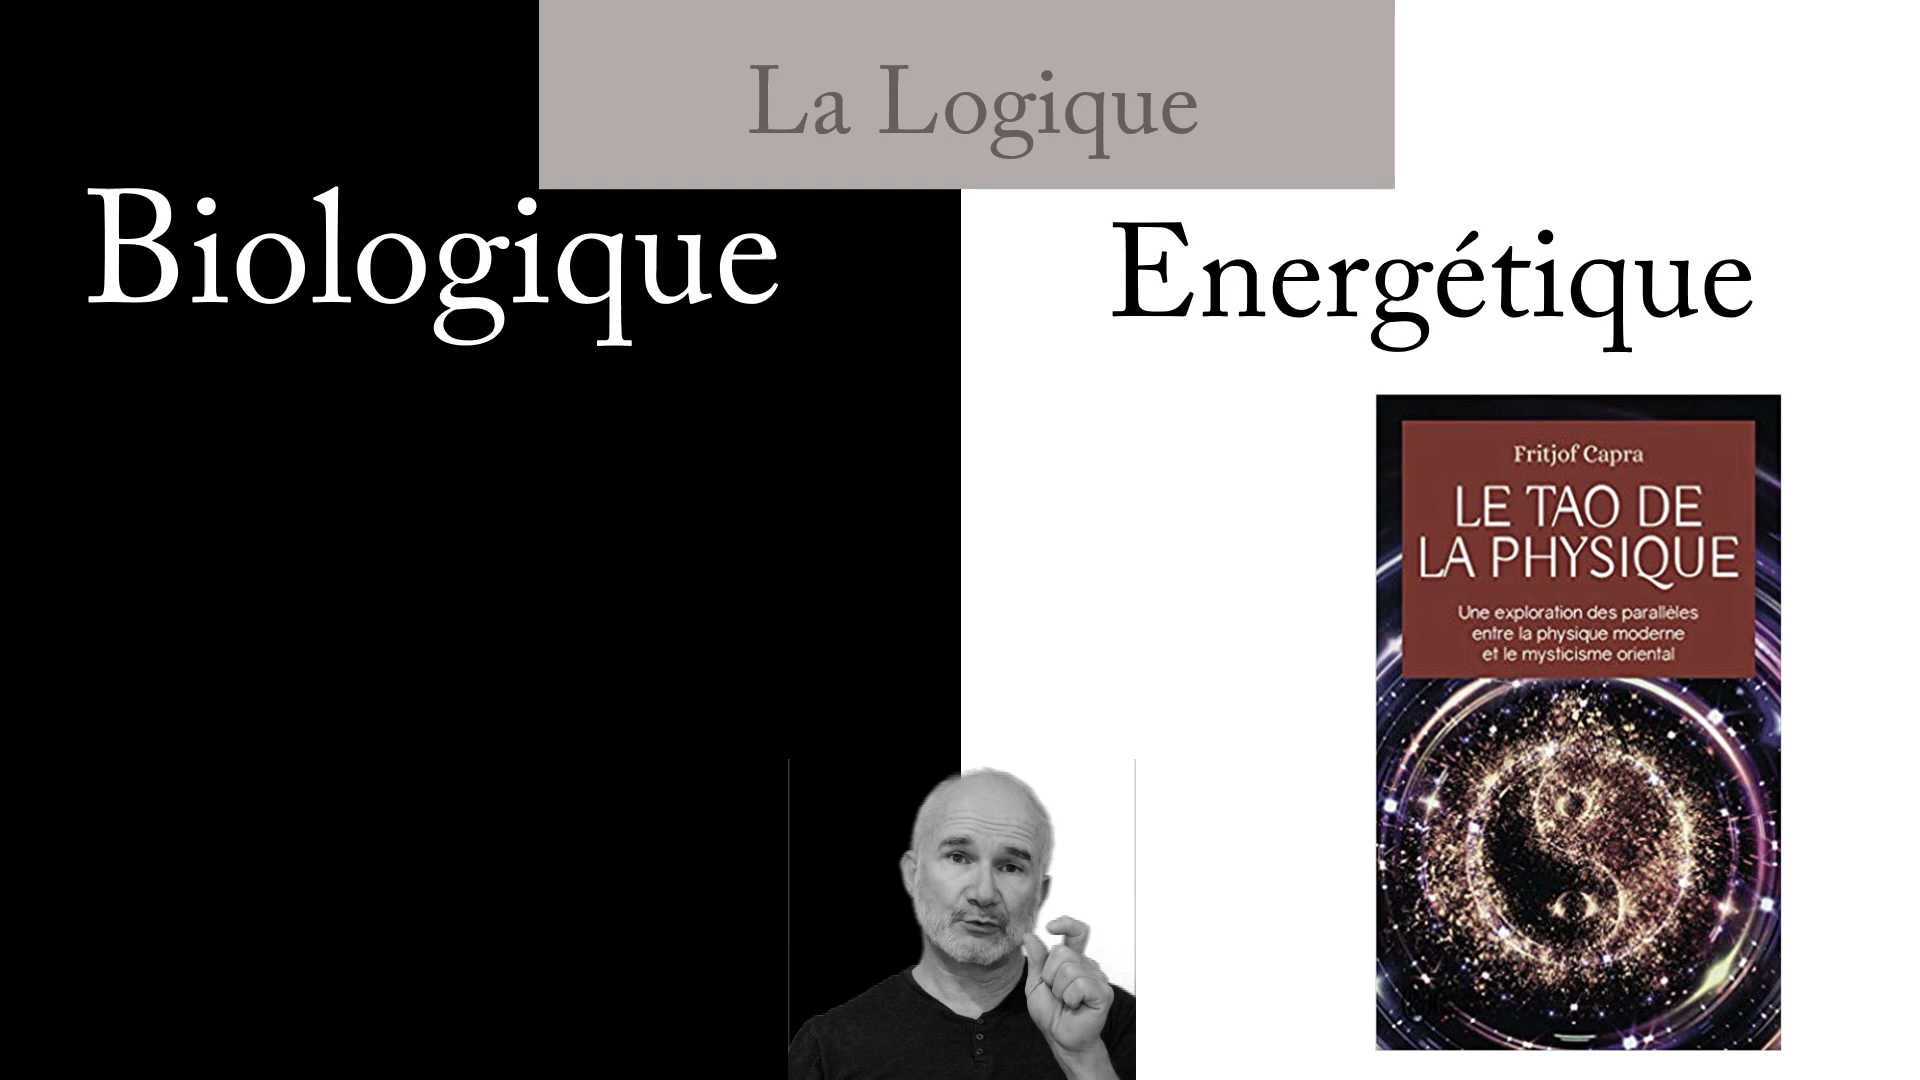 La Logique
Biologique
Energétique
Fritjof Capra
LE TAO DE
LA PHYSIQUE
Une exploration des parallèles
entre la physique moderne
et le mysticisme oriental